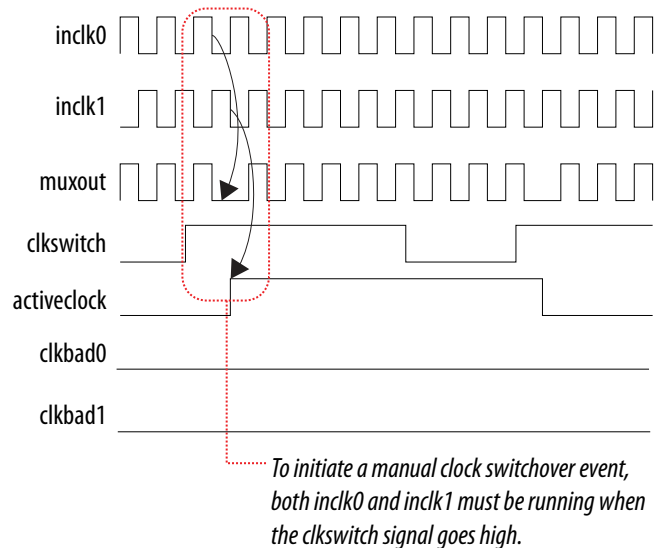 inclk0
inclk1
muxout
clkswitch
activeclock
clkbad0
clkbad1
To initiate a manual clock switchover event,
both inclk0 and inclk1 must be running when
the clkswitch signal goes high.